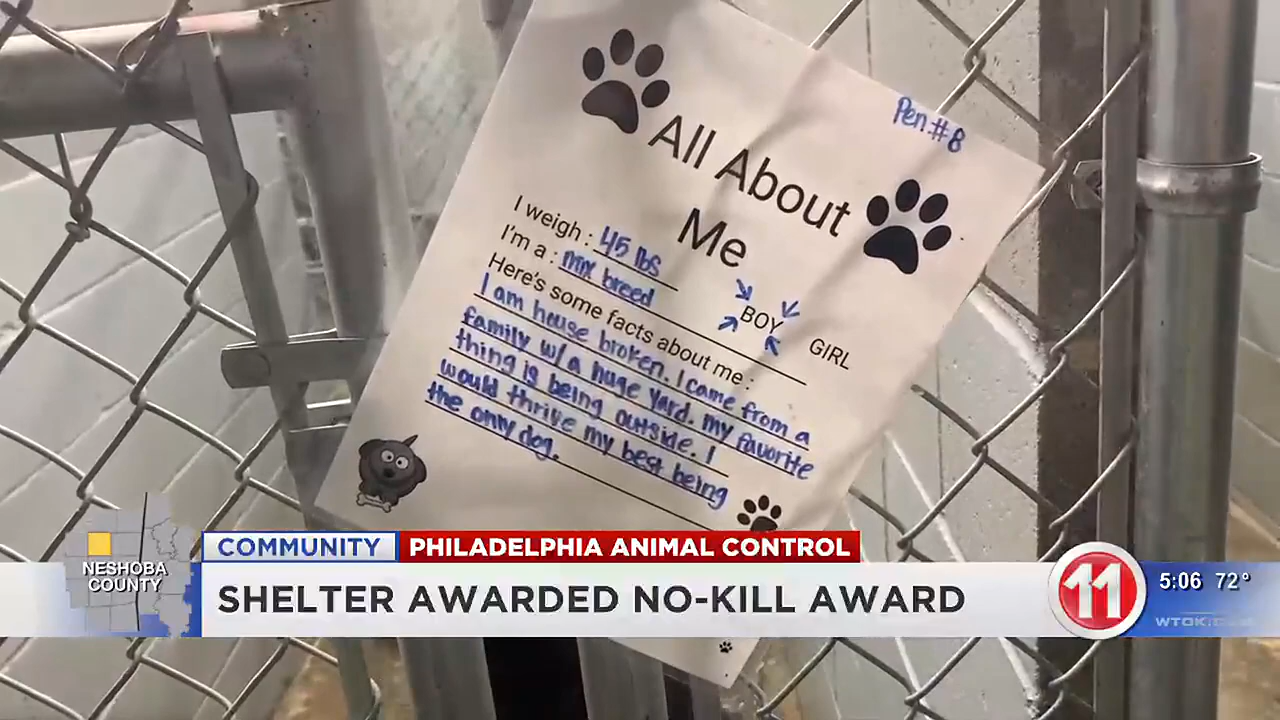 Pen #8
All About
Me
I weigh : 45 lbs
I'm a : mix breed
BOY GIRL
Here's some facts about me :
I am house broken. I came from a
family w/a huge yard. my favorite
thing is being outside. I
would thrive my best being
the only dog.
COMMUNITY PHILADELPHIA ANIMAL CONTROL
NESHOBA
COUNTY
SHELTER AWARDED NO-KILL AWARD
11
5:06 72°
WTOK.COM